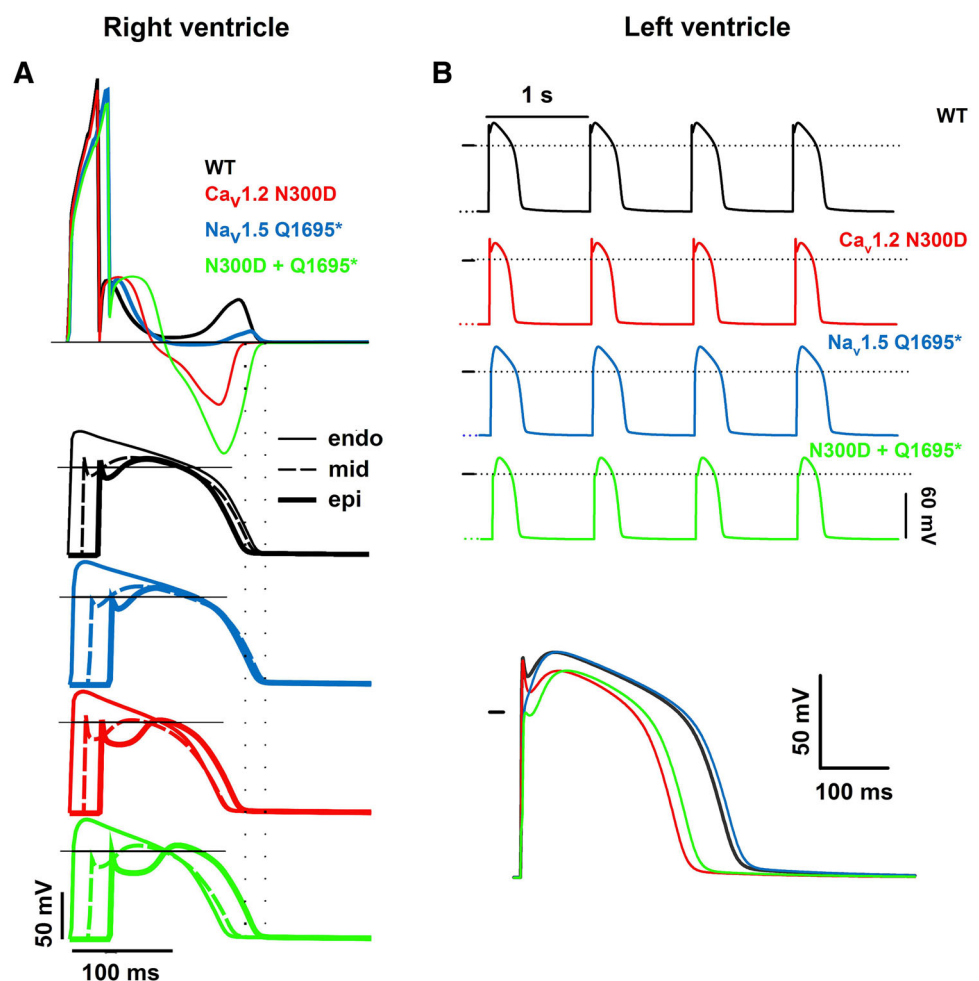 Right ventricle
Left ventricle
A
WT
Cav1.2 N300D
Nav1.5 Q1695*
N300D + Q1695*
endo
mid
epi
50 mV
100 ms
B
1 s
WT
Cav1.2 N300D
Nav1.5 Q1695*
N300D + Q1695*
60 mV
50 mV
100 ms